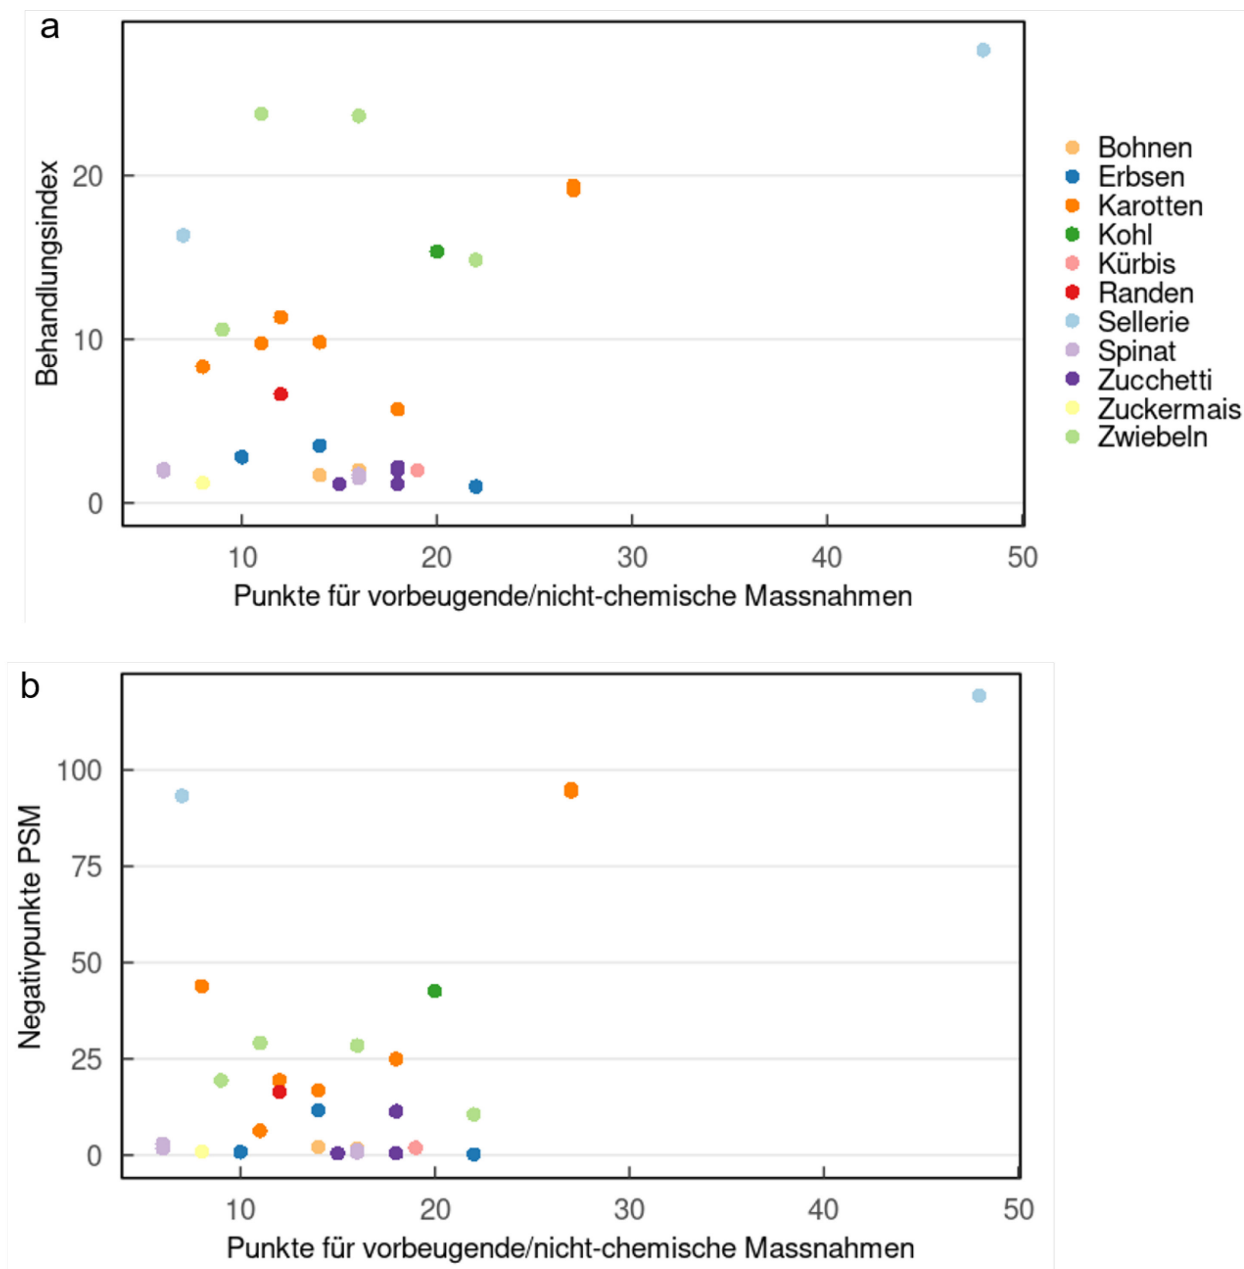 a
Behandlungsindex
20
10
0
10 20 30 40 50
Punkte für vorbeugende/nicht-chemische Massnahmen
Bohnen
Erbsen
Karotten
Kohl
Kürbis
Randen
Sellerie
Spinat
Zucchetti
Zuckermais
Zwiebeln
b
Negativpunkte PSM
100
75
50
25
0
10 20 30 40 50
Punkte für vorbeugende/nicht-chemische Massnahmen